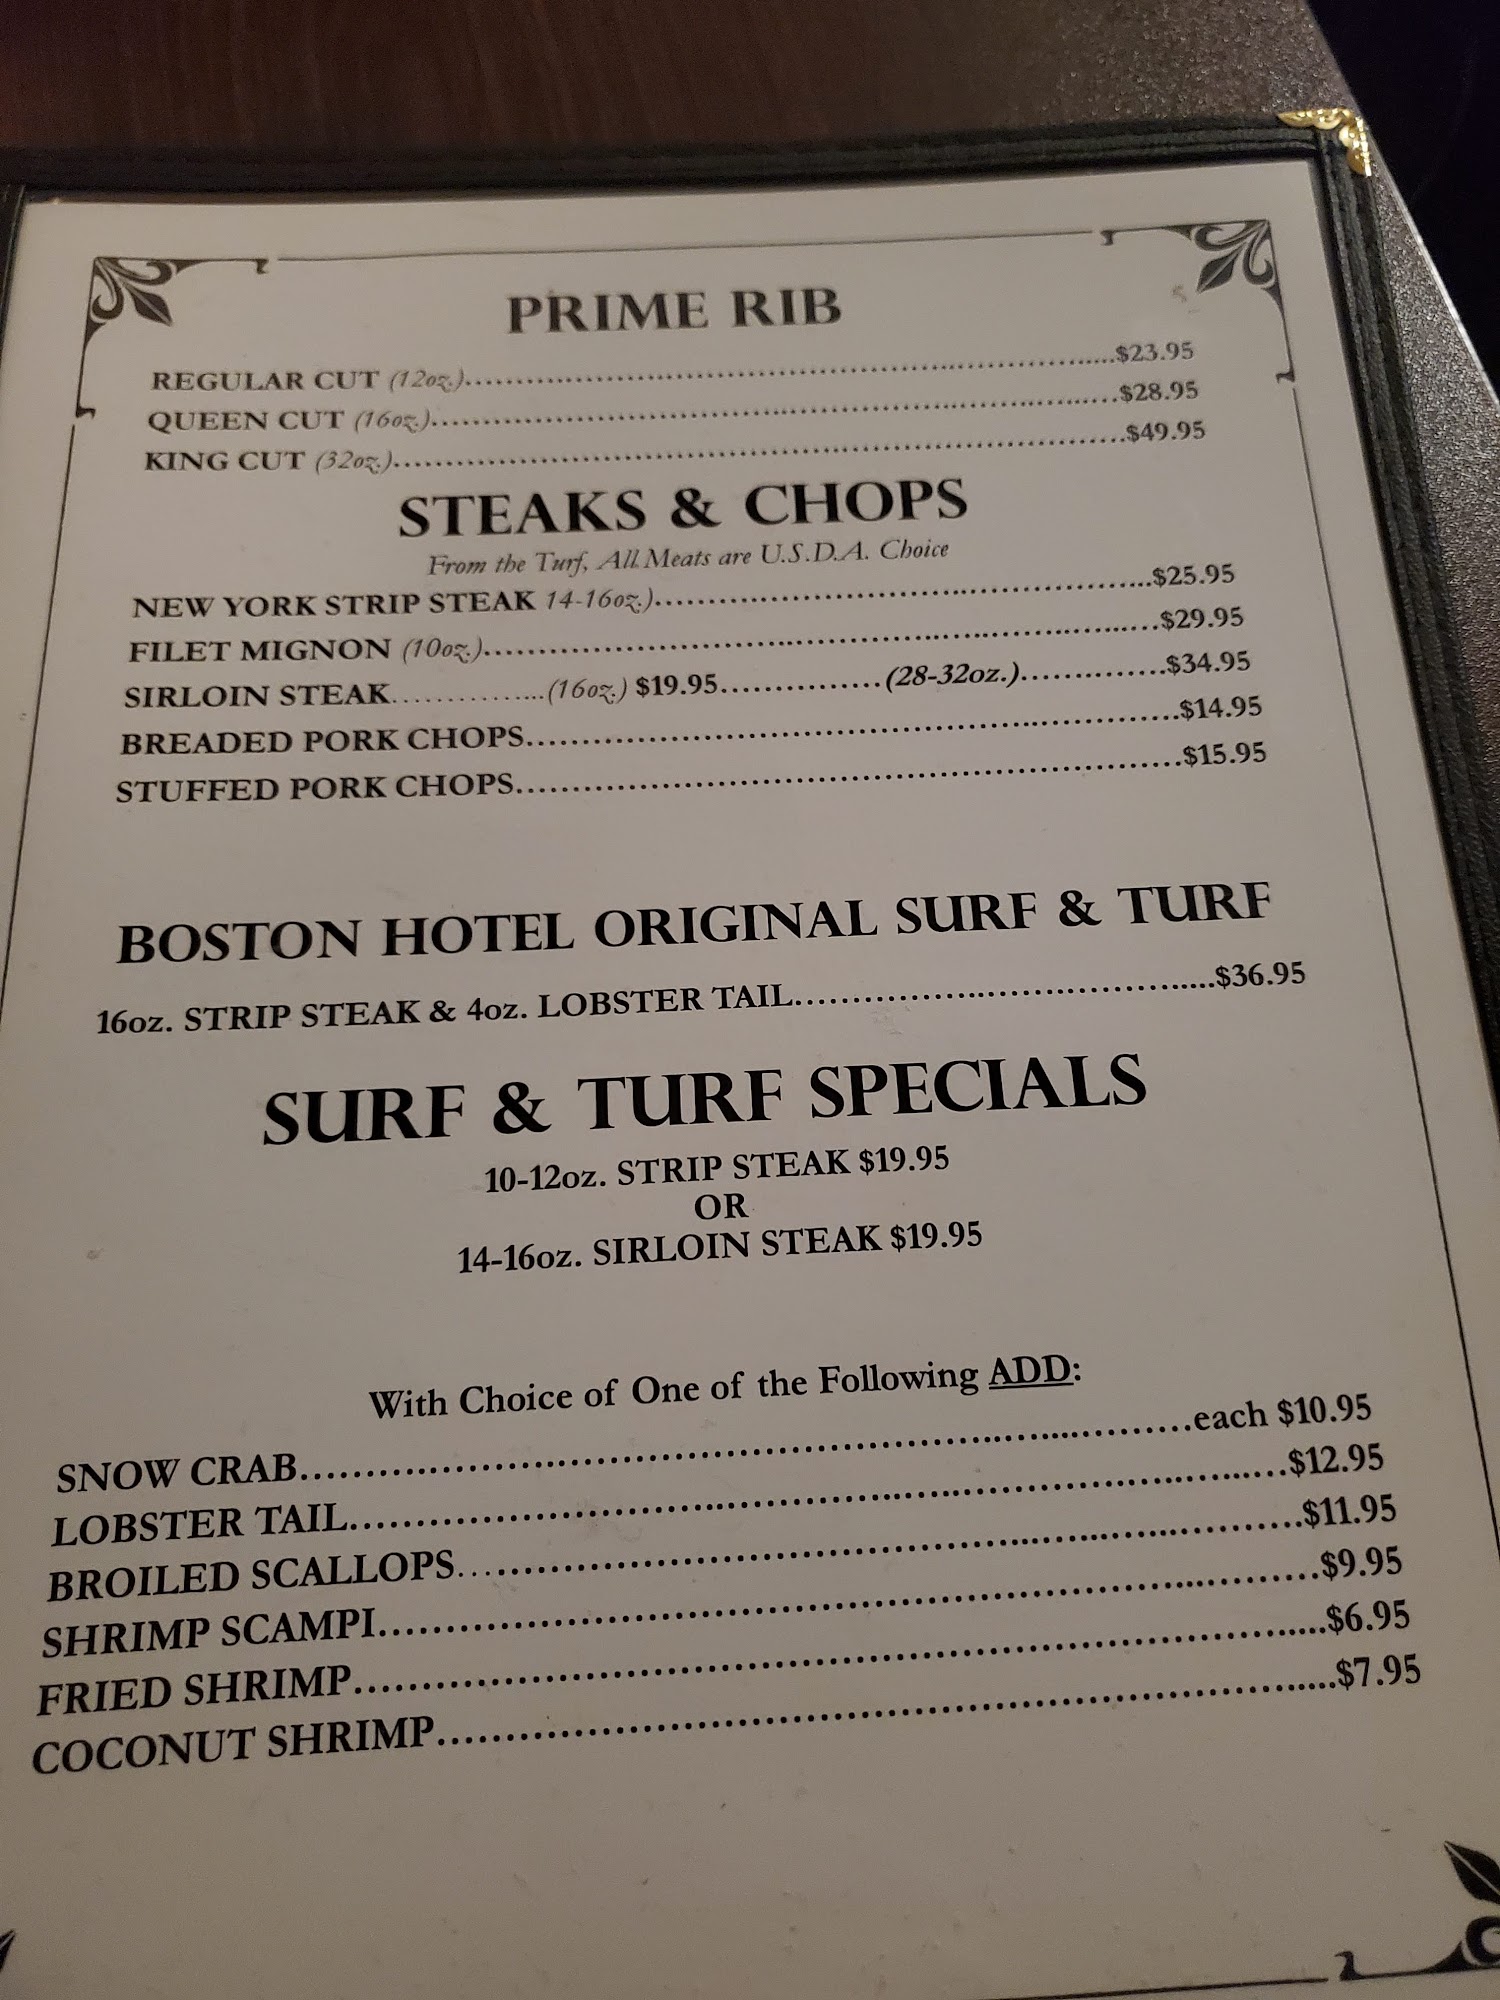 PRIME RIB
REGULAR CUT (12oz.)..........$23.95
QUEEN CUT (16oz.)..........$28.95
KING CUT (32oz.)..........$49.95
STEAKS & CHOPS
From the Turf, All Meats are U.S.D.A. Choice
NEW YORK STRIP STEAK 14-16oz.)..........$25.95
FILET MIGNON (10oz.)..........$29.95
SIRLOIN STEAK..........(16oz.) $19.95..........(28-32oz.)..........$34.95
BREADED PORK CHOPS..........$14.95
STUFFED PORK CHOPS..........$15.95
BOSTON HOTEL ORIGINAL SURF & TURF
16oz. STRIP STEAK & 4oz. LOBSTER TAIL..........$36.95
SURF & TURF SPECIALS
10-12oz. STRIP STEAK $19.95
OR
14-16oz. SIRLOIN STEAK $19.95
With Choice of One of the Following ADD:
SNOW CRAB..........each $10.95
LOBSTER TAIL..........$12.95
BROILED SCALLOPS..........$11.95
SHRIMP SCAMPI..........$9.95
FRIED SHRIMP..........$6.95
COCONUT SHRIMP..........$7.95